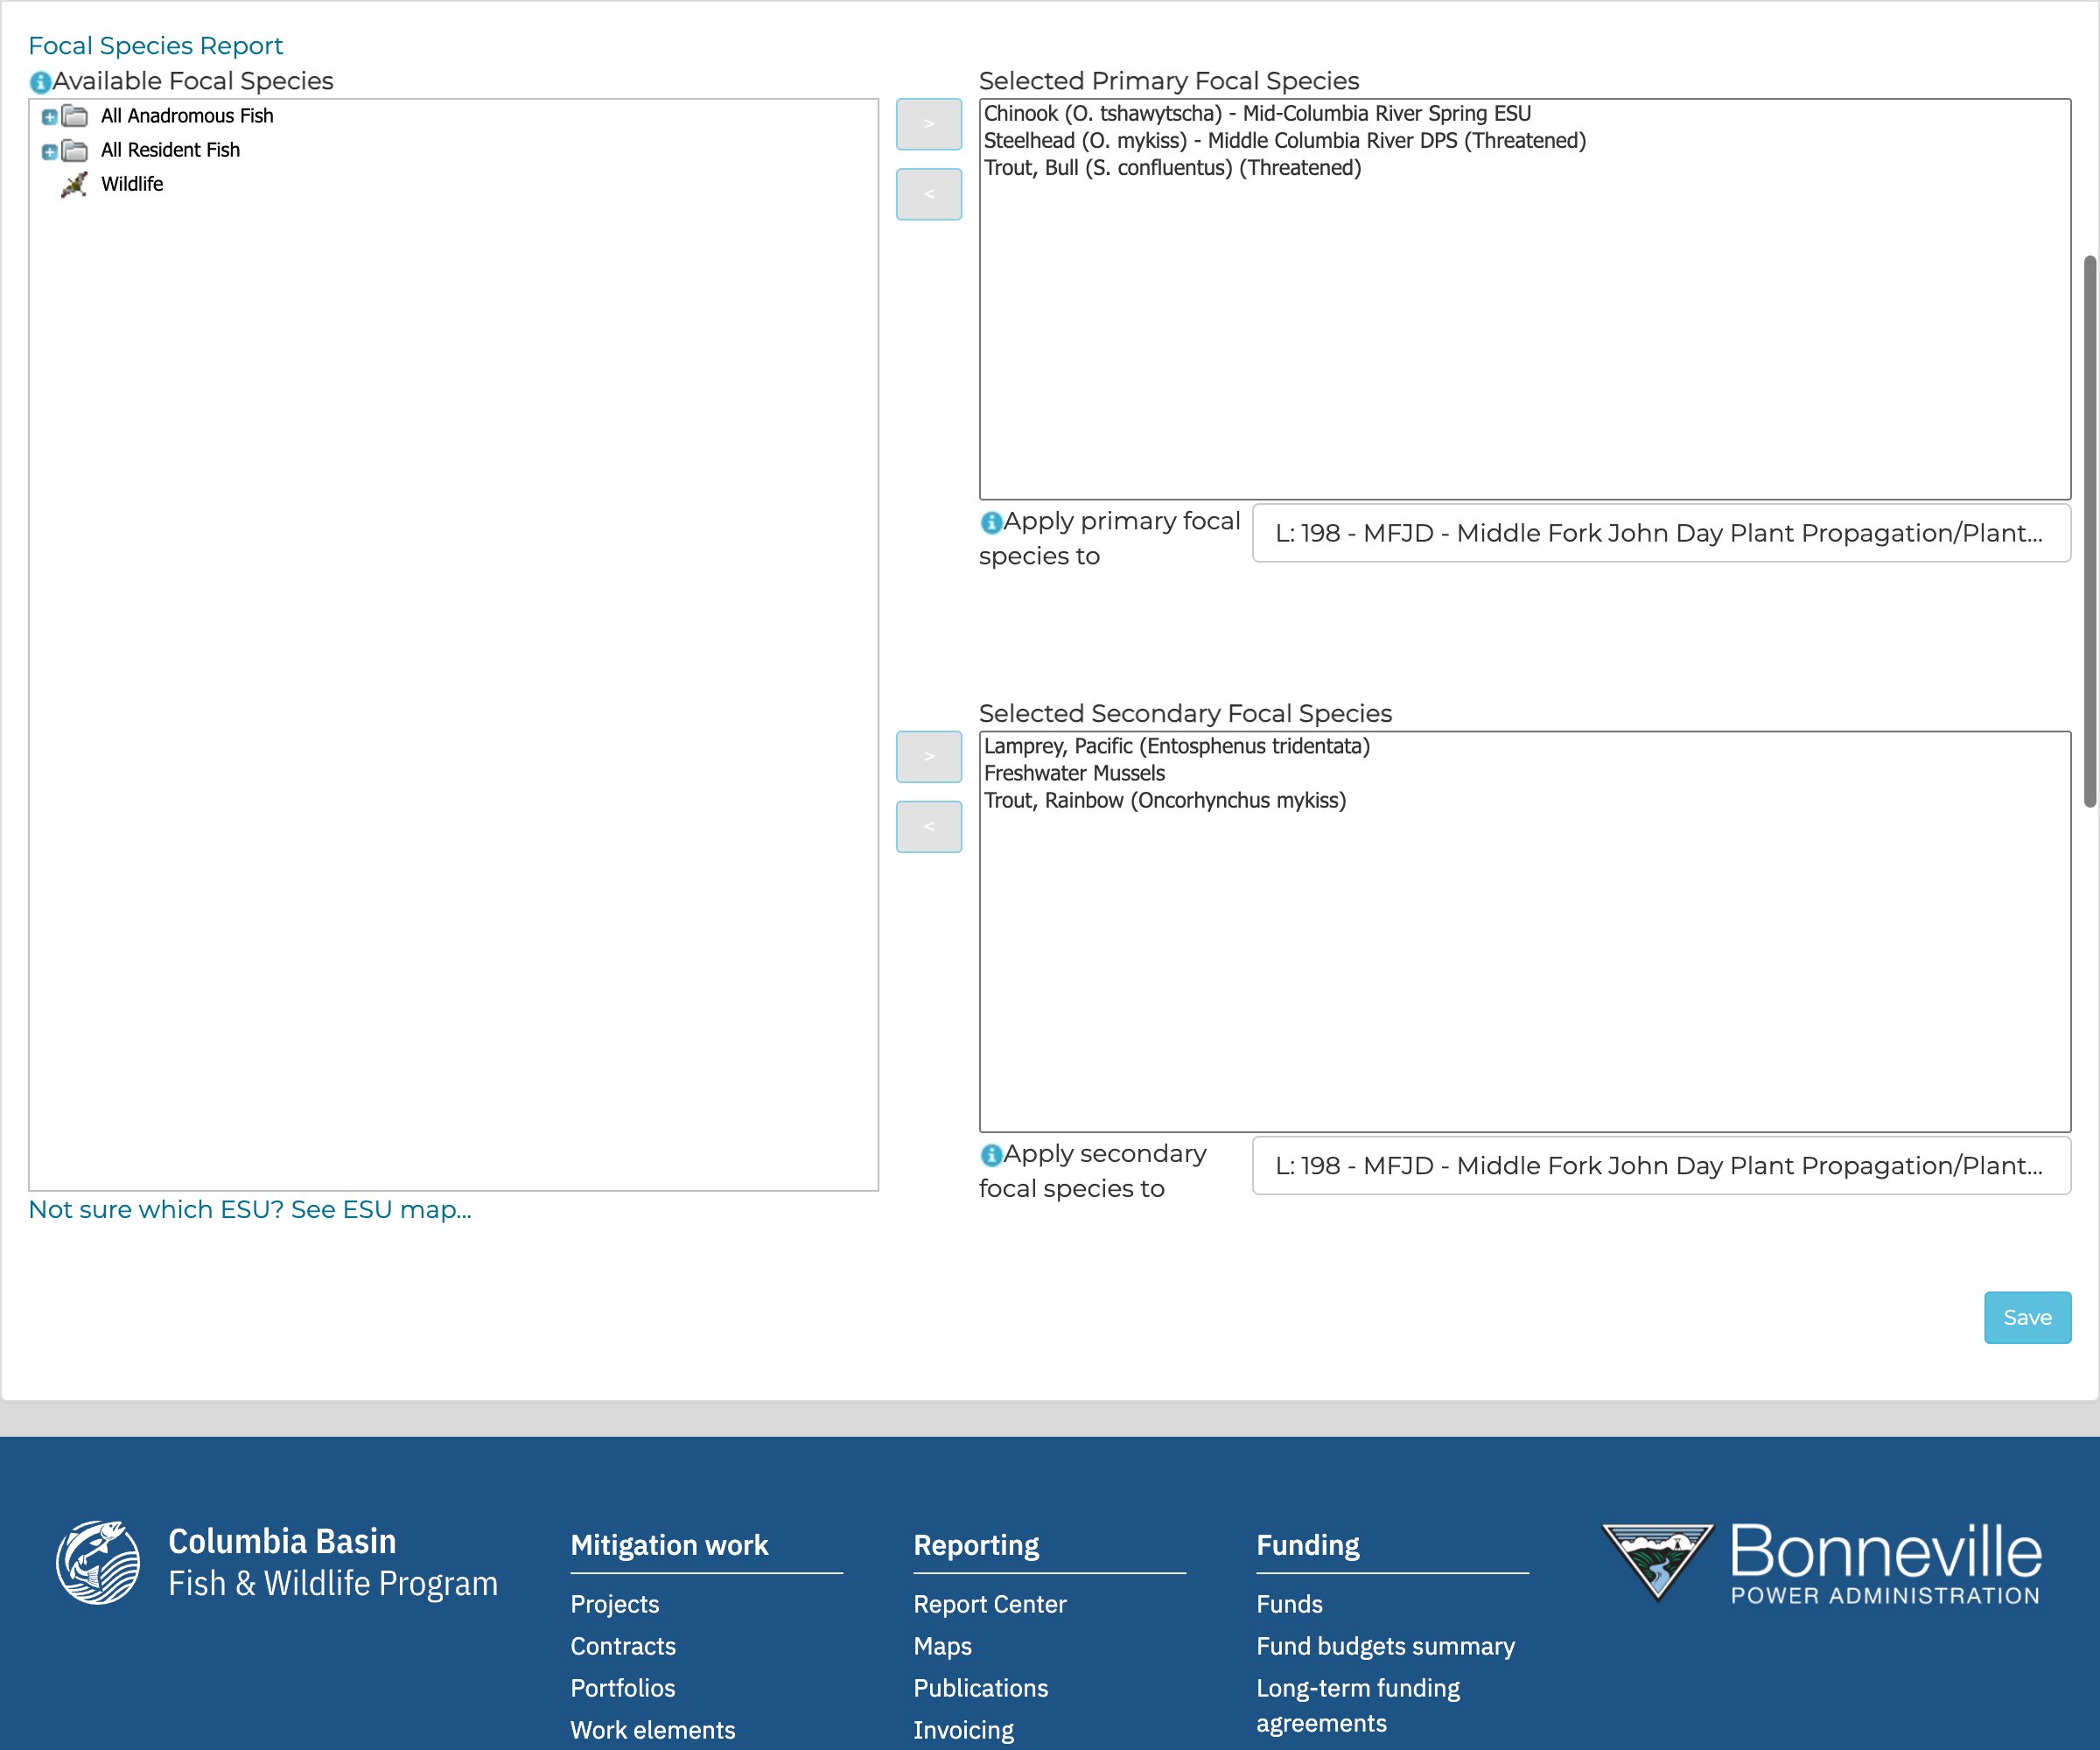 Focal Species Report
Available Focal Species
All Anadromous Fish
All Resident Fish
Wildlife
Not sure which ESU? See ESU map...
>
<
Selected Primary Focal Species
Chinook (O. tshawytscha) - Mid-Columbia River Spring ESU
Steelhead (O. mykiss) - Middle Columbia River DPS (Threatened)
Trout, Bull (S. confluentus) (Threatened)
Apply primary focal
species to
L: 198 - MFJD - Middle Fork John Day Plant Propagation/Plant...
>
<
Selected Secondary Focal Species
Lamprey, Pacific (Entosphenus tridentata)
Freshwater Mussels
Trout, Rainbow (Oncorhynchus mykiss)
Apply secondary
focal species to
L: 198 - MFJD - Middle Fork John Day Plant Propagation/Plant...
Save
Columbia Basin
Fish & Wildlife Program
Mitigation work
Projects
Contracts
Portfolios
Work elements
Reporting
Report Center
Maps
Publications
Invoicing
Funding
Funds
Fund budgets summary
Long-term funding
agreements
Bonneville
POWER ADMINISTRATION